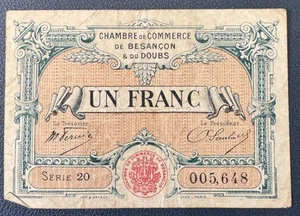 CHAMBRE DE COMMERCE
DE BESANÇON
& DU DOUBS
UN FRANC
Le Trésorier, Le Président,
SÉRIE 20 005,648